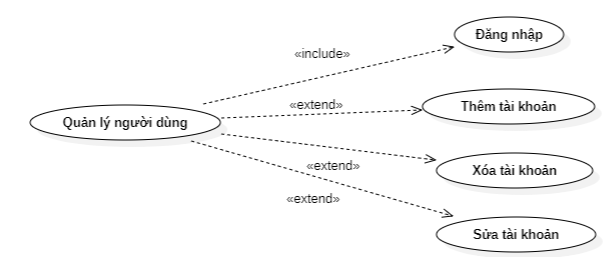 Đăng nhập
«include»
«extend»
Thêm tài khoản
Quản lý người dùng
«extend»
Xóa tài khoản
«extend»
Sửa tài khoản